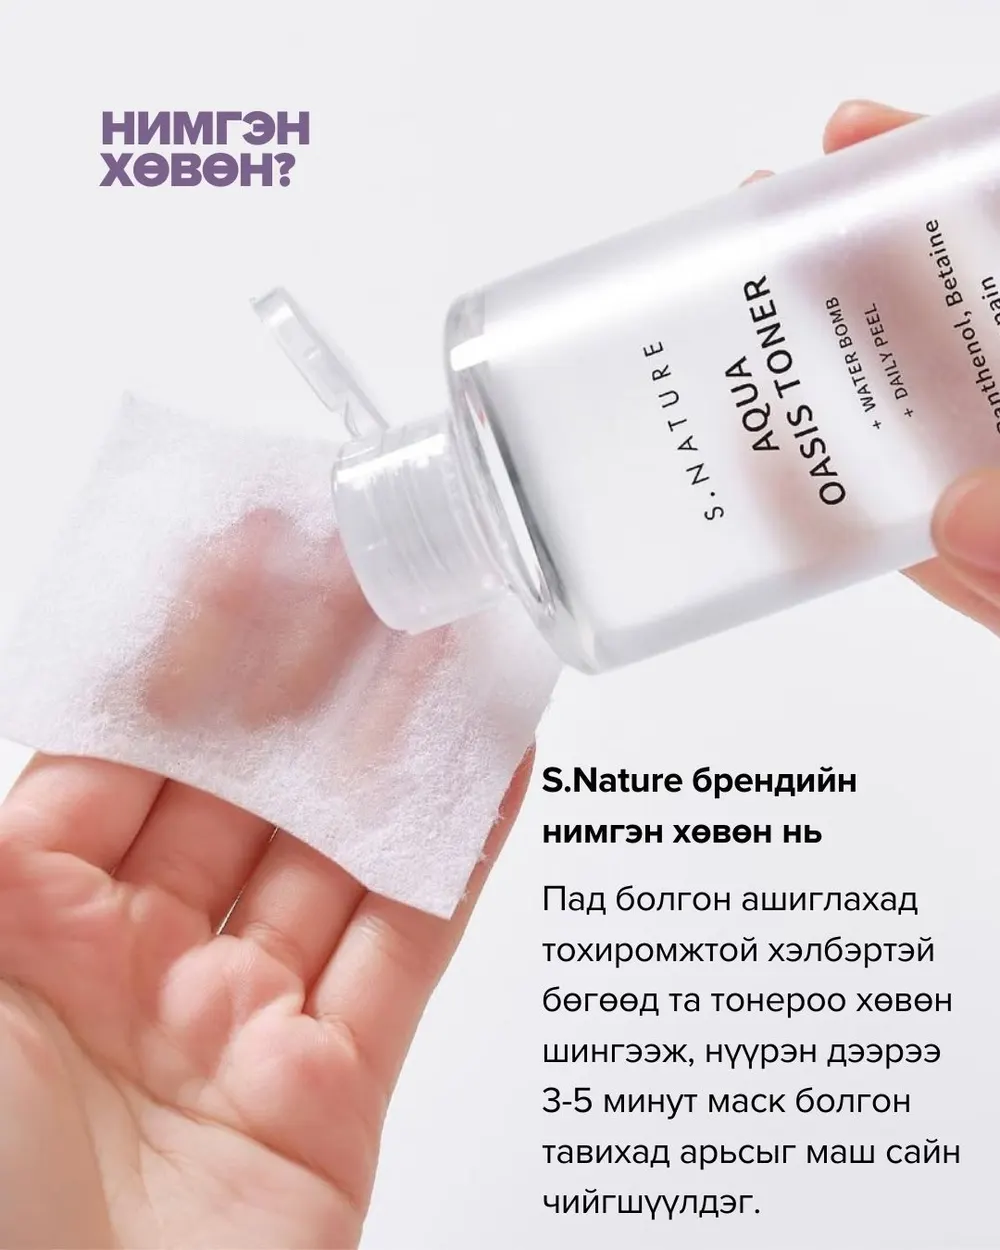 НИМГЭН
ХӨВӨН?
S.NATURE
AQUA
OASIS TONER
+ WATER BOMB
+ DAILY PEEL
Betaine
S.Nature брендийн
нимгэн хөвөн нь
Пад болгон ашиглахад
тохиромжтой хэлбэртэй
бөгөөд та тонероо хөвөн
шингээж, нүүрэн дээрээ
3-5 минут маск болгон
тавихад арьсыг маш сайн
чийгшүүлдэг.